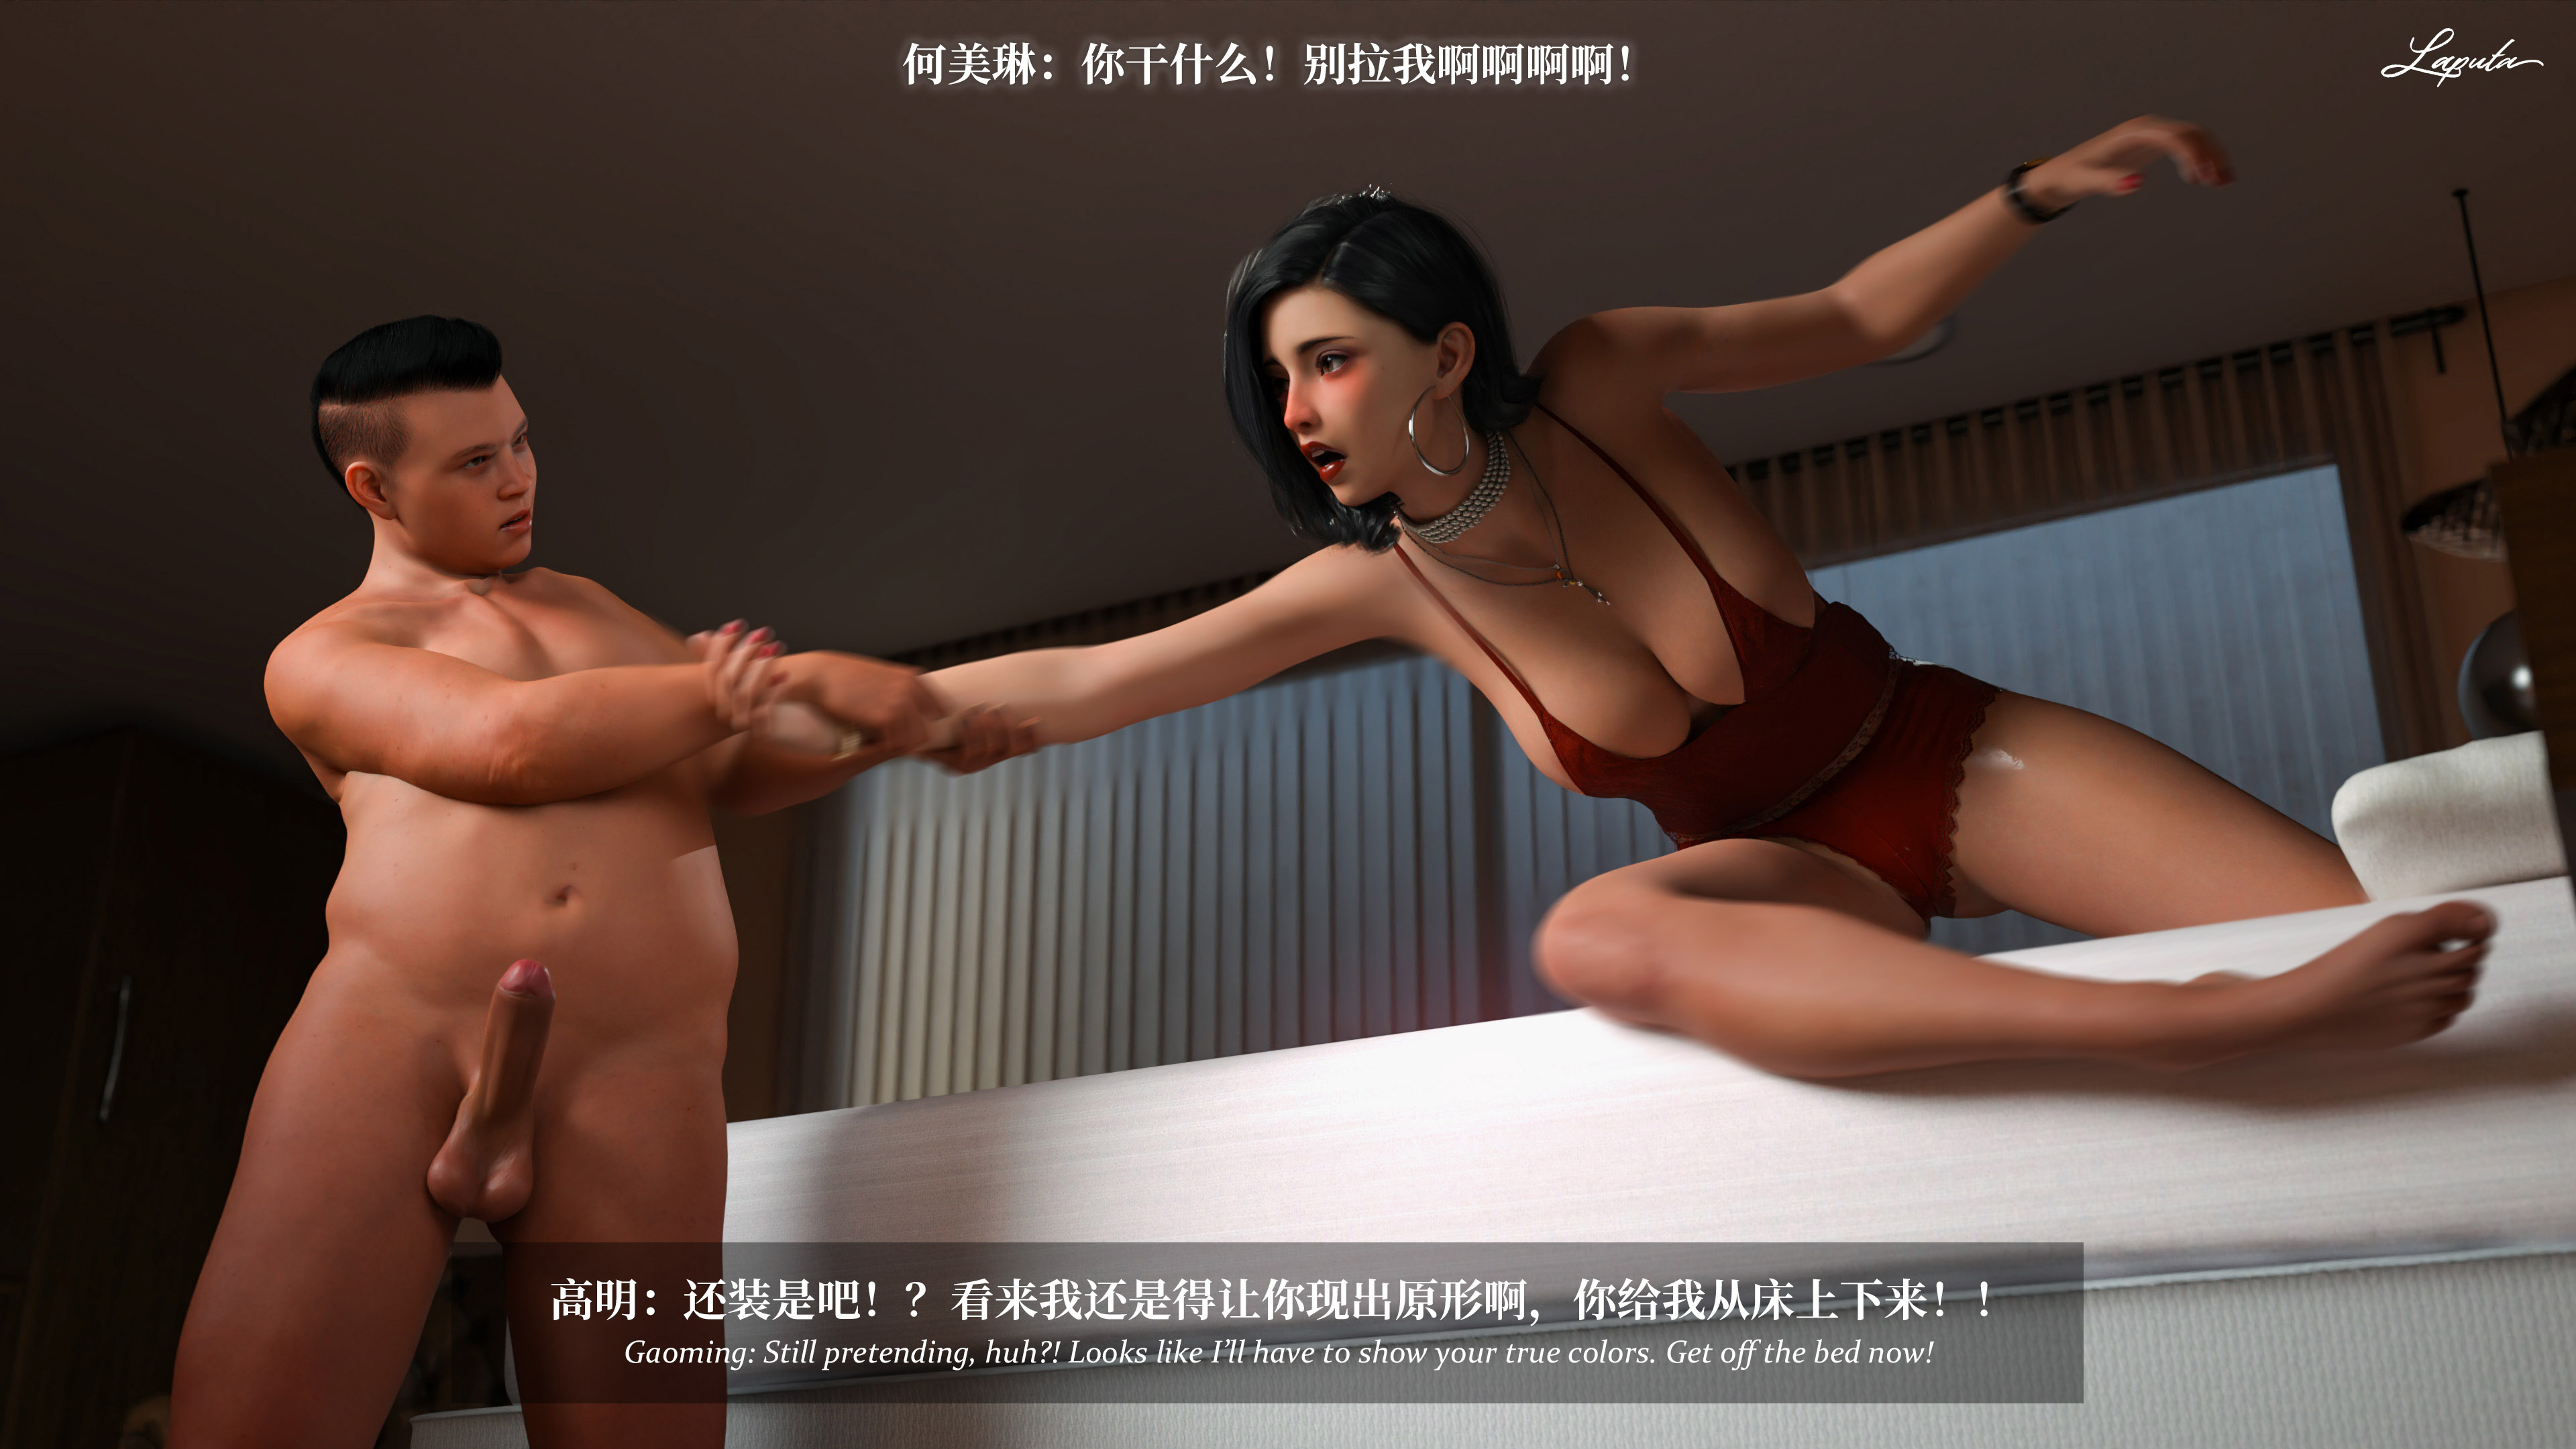 何美琳：你干什么！别拉我啊啊啊啊！
Laputa
高明：还装是吧！？看来我还是得让你现出原形啊，你给我从床上下来！！
Gaoming: Still pretending, huh?! Looks like I'll have to show your true colors. Get off the bed now!